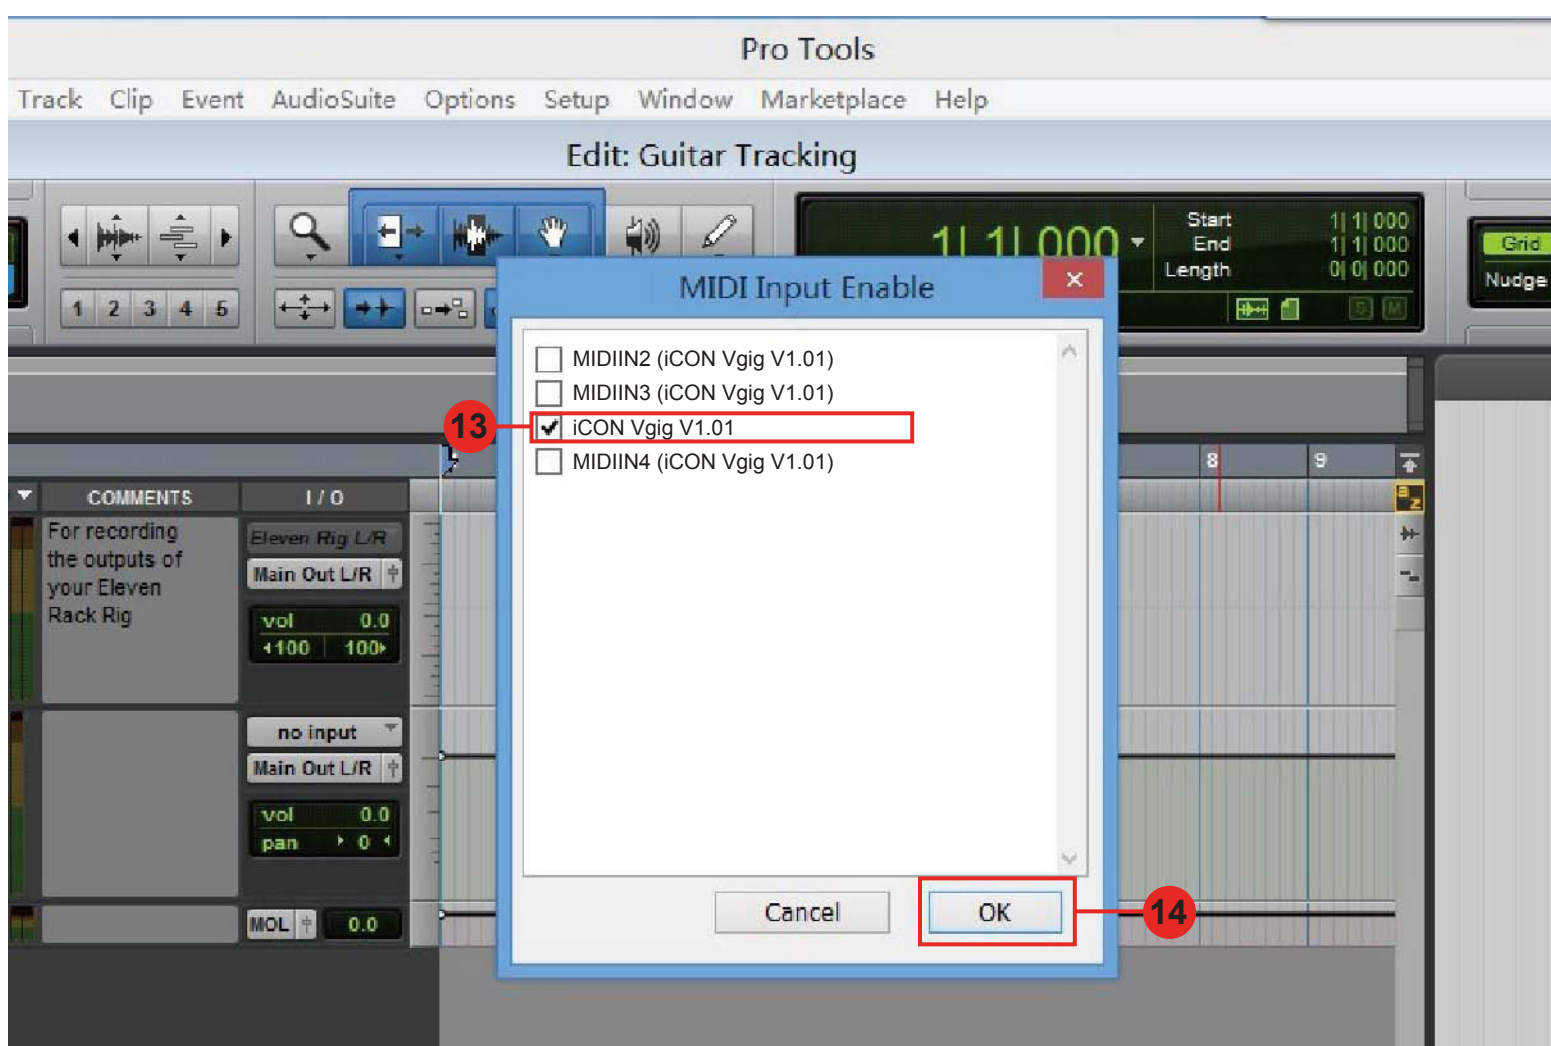 Pro Tools
Track Clip Event AudioSuite Options Setup Window Marketplace Help
Edit: Guitar Tracking
1| 1| 000
Start 1| 1| 000
End 1| 1| 000
Length 0| 0| 000
Grid
Nudge
1 2 3 4 5
S M
MIDI Input Enable
MIDIIN2 (iCON Vgig V1.01)
MIDIIN3 (iCON Vgig V1.01)
13
iCON Vgig V1.01
MIDIIN4 (iCON Vgig V1.01)
8 9
COMMENTS I / O
a z
For recording
the outputs of
your Eleven
Rack Rig
Eleven Rig L/R
Main Out L/R
vol 0.0
100 100
no input
Main Out L/R
vol 0.0
pan 0
MOL 0.0
Cancel OK
14